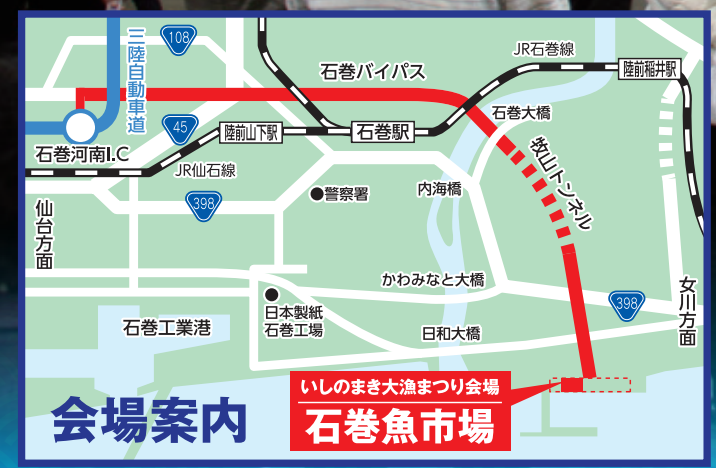 108
三陸自動車道
石巻バイパス
JR石巻線
陸前稲井駅
石巻大橋
45
陸前山下駅
石巻駅
石巻河南I.C
JR仙石線
牧山トンネル
警察署
内海橋
398
仙台方面
かわみなと大橋
女川方面
398
日本製紙
石巻工場
石巻工業港
日和大橋
いしのまき大漁まつり会場
石巻魚市場
会場案内